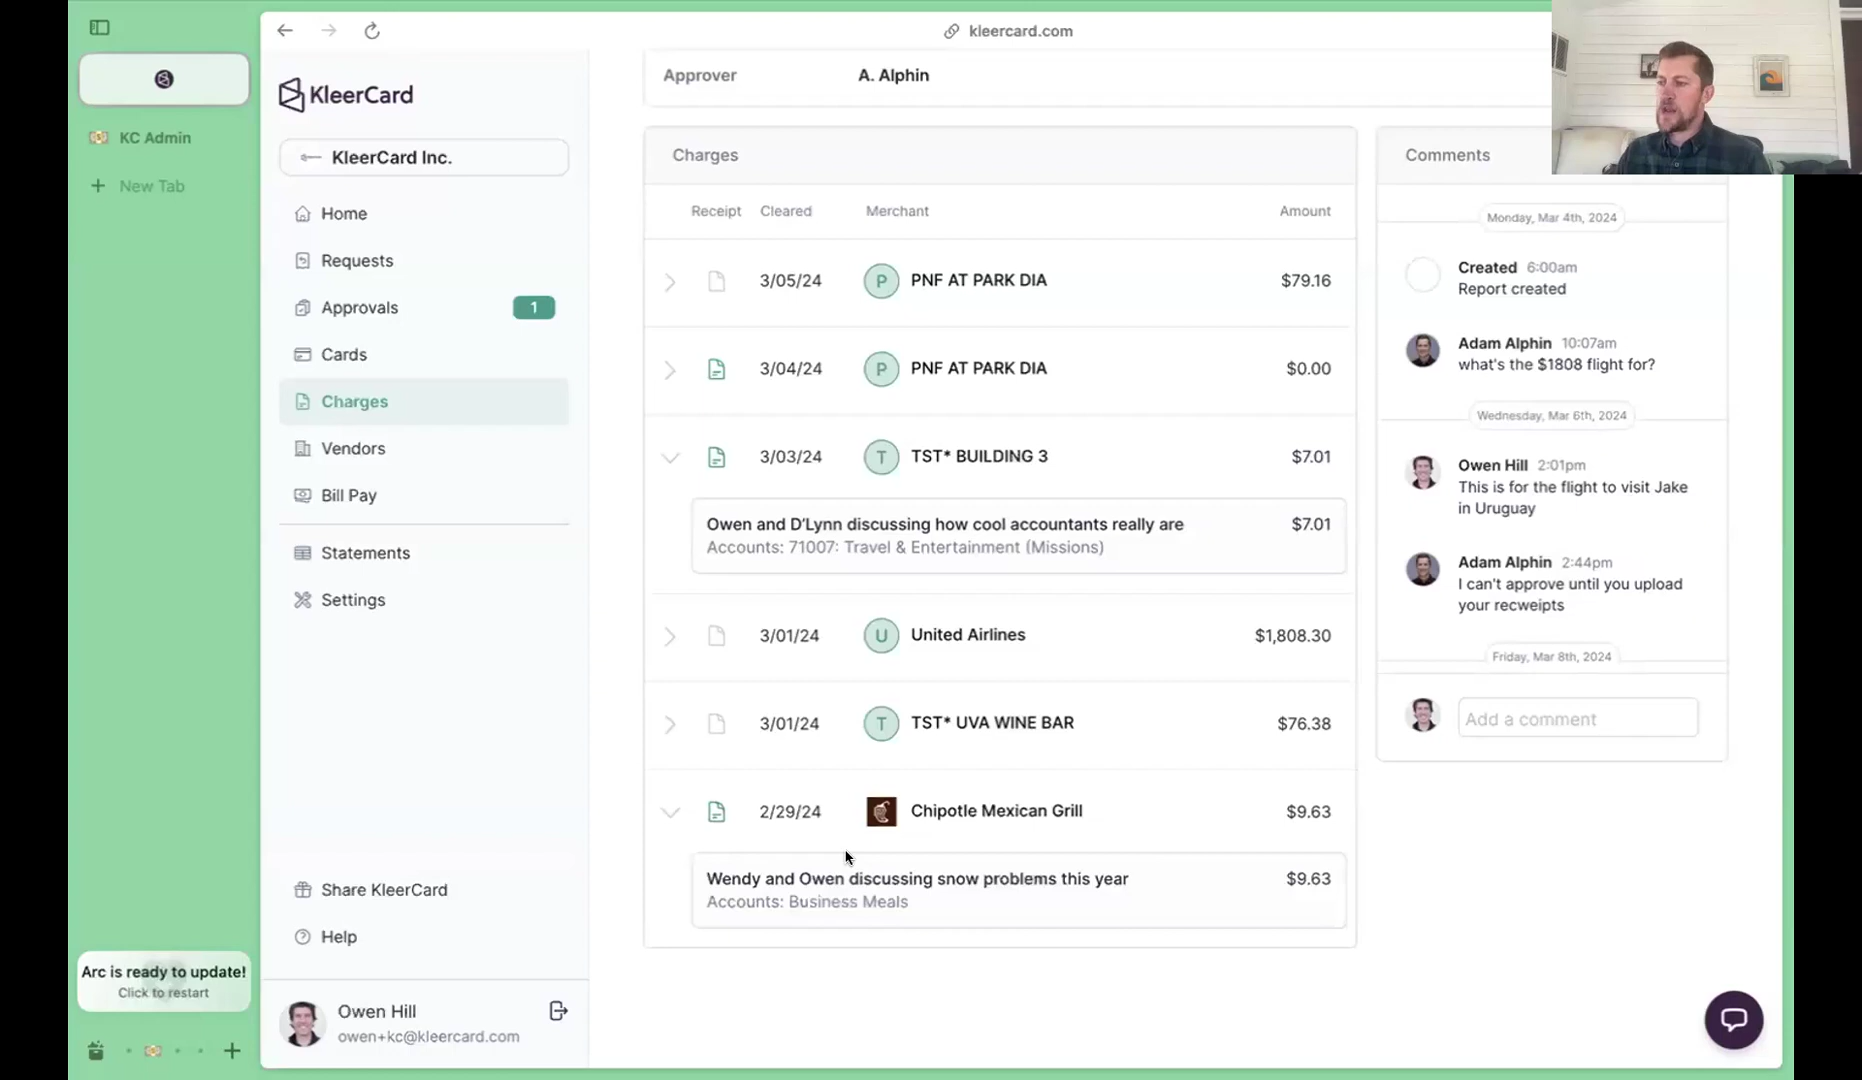 kleercard.com
KleerCard
KC Admin
New Tab
KleerCard Inc.
Home
Requests
Approvals 1
Cards
Charges
Vendors
Bill Pay
Statements
Settings
Share KleerCard
Help
Arc is ready to update!
Click to restart
Owen Hill
owen+kc@kleercard.com
Approver A. Alphin
Charges
Receipt Cleared Merchant Amount
3/05/24 P PNF AT PARK DIA $79.16
3/04/24 P PNF AT PARK DIA $0.00
3/03/24 T TST* BUILDING 3 $7.01
Owen and D'Lynn discussing how cool accountants really are $7.01
Accounts: 71007: Travel & Entertainment (Missions)
3/01/24 U United Airlines $1,808.30
3/01/24 T TST* UVA WINE BAR $76.38
2/29/24 Chipotle Mexican Grill $9.63
Wendy and Owen discussing snow problems this year $9.63
Accounts: Business Meals
Comments
Monday, Mar 4th, 2024
Created 6:00am
Report created
Adam Alphin 10:07am
what's the $1808 flight for?
Wednesday, Mar 6th, 2024
Owen Hill 2:01pm
This is for the flight to visit Jake
in Uruguay
Adam Alphin 2:44pm
I can't approve until you upload
your recweipts
Friday, Mar 8th, 2024
Add a comment